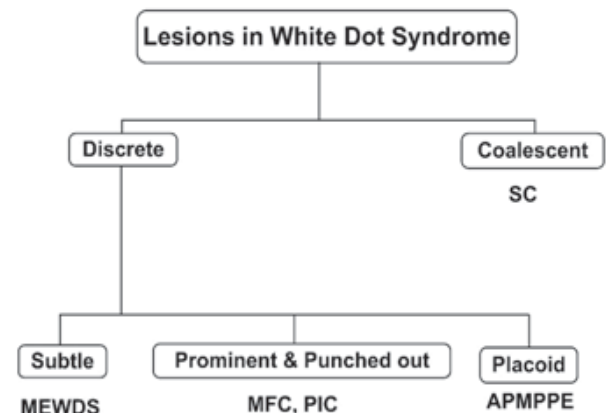 Lesions in White Dot Syndrome
Discrete
Coalescent
SC
Subtle
Prominent & Punched out
Placoid
MEWDS
MFC, PIC
APMPPE